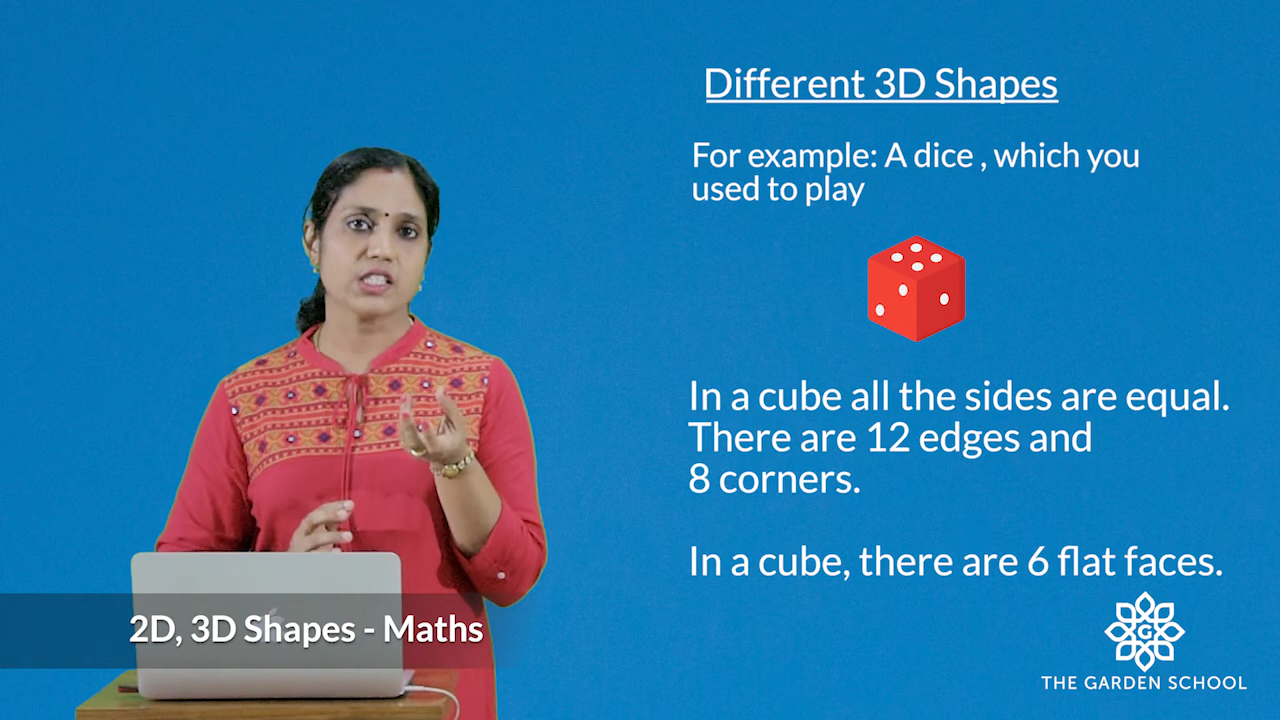 Different 3D Shapes
For example: A dice , which you
used to play
In a cube all the sides are equal.
There are 12 edges and
8 corners.
In a cube, there are 6 flat faces.
2D, 3D Shapes - Maths
G
THE GARDEN SCHOOL